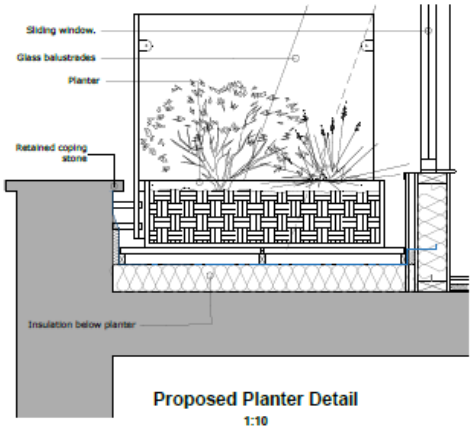 Sliding window.
Glass balustrades
Planter
Retained coping
stone
Insulation below planter
Proposed Planter Detail
1:10